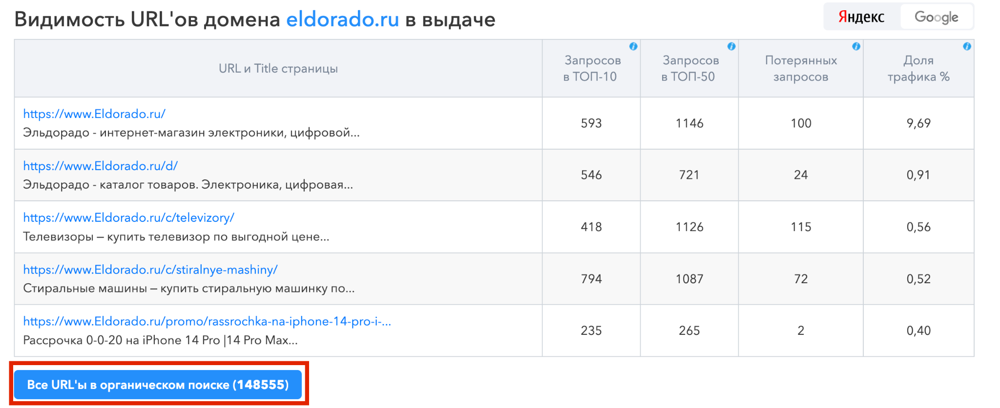 Видимость URL'ов домена eldorado.ru в выдаче
Яндекс
Google
URL и Title страницы
Запросов
в ТОП-10
Запросов
в ТОП-50
Потерянных
запросов
Доля
трафика %
https://www.Eldorado.ru/
Эльдорадо - интернет-магазин электроники, цифровой...
593
1146
100
9,69
https://www.Eldorado.ru/d/
Эльдорадо - каталог товаров. Электроника, цифровая...
546
721
24
0,91
https://www.Eldorado.ru/c/televizory/
Телевизоры — купить телевизор по выгодной цене...
418
1126
115
0,56
https://www.Eldorado.ru/c/stiralnye-mashiny/
Стиральные машины — купить стиральную машинку по...
794
1087
72
0,52
https://www.Eldorado.ru/promo/rassrochka-na-iphone-14-pro-i-...
Рассрочка 0-0-20 на iPhone 14 Pro |14 Pro Max...
235
265
2
0,40
Все URL'ы в органическом поиске (148555)